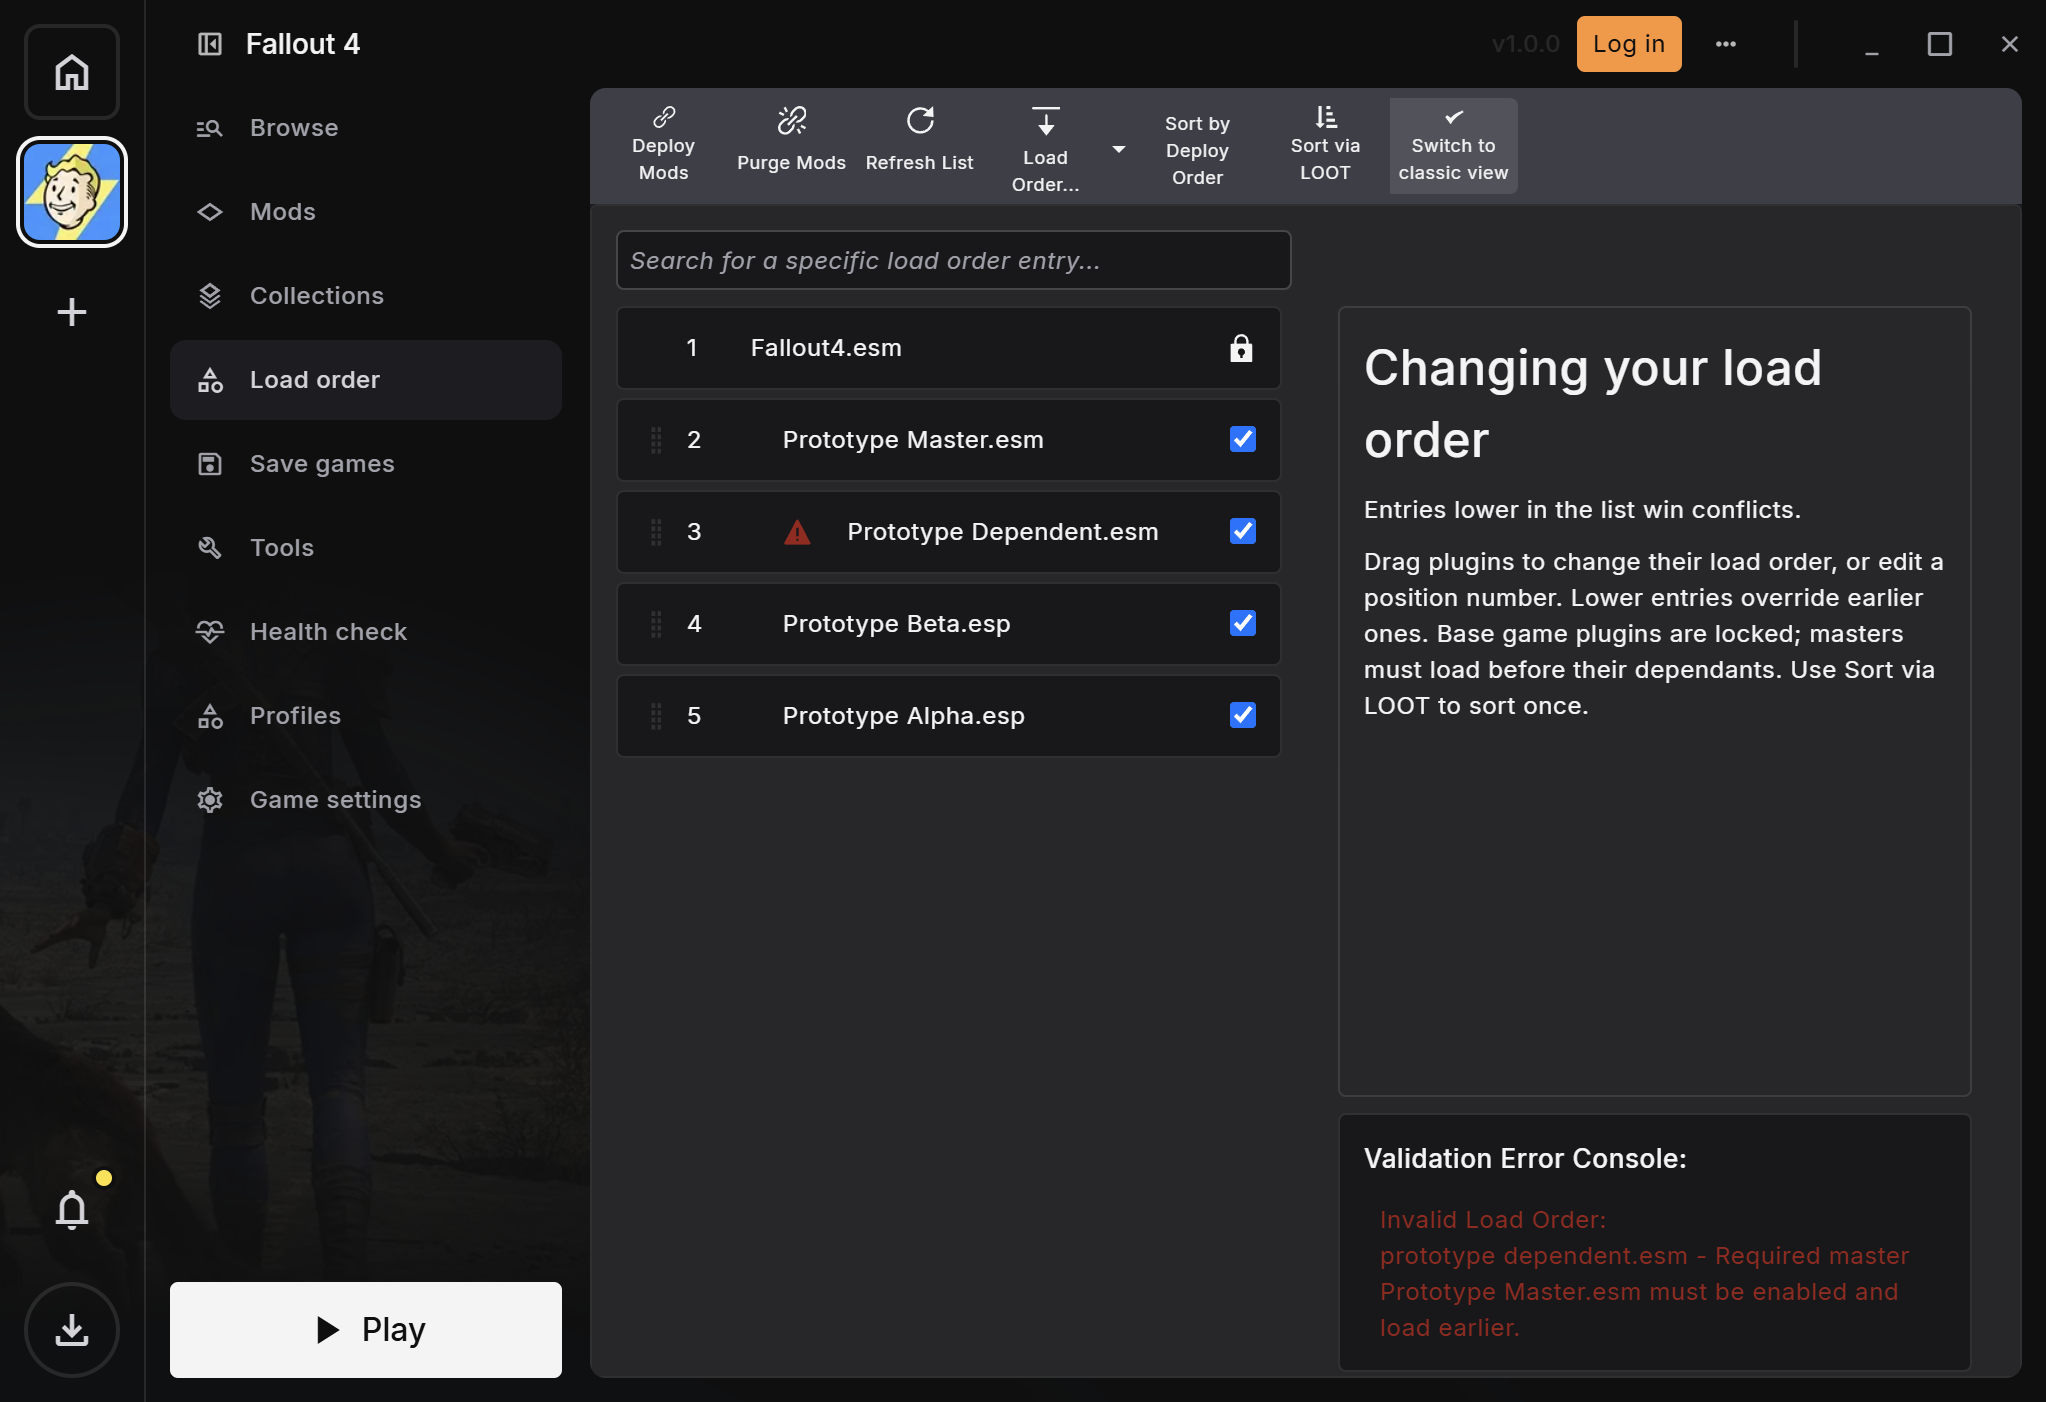 Fallout 4
v1.0.0
Log in
Browse
Mods
Collections
Load order
Save games
Tools
Health check
Profiles
Game settings
Play
Deploy
Mods
Purge Mods
Refresh List
Load
Order...
Sort by
Deploy
Order
Sort via
LOOT
Switch to
classic view
Search for a specific load order entry...
1 Fallout4.esm
2 Prototype Master.esm
3 Prototype Dependent.esm
4 Prototype Beta.esp
5 Prototype Alpha.esp
Changing your load
order
Entries lower in the list win conflicts.
Drag plugins to change their load order, or edit a
position number. Lower entries override earlier
ones. Base game plugins are locked; masters
must load before their dependants. Use Sort via
LOOT to sort once.
Validation Error Console:
Invalid Load Order:
prototype dependent.esm - Required master
Prototype Master.esm must be enabled and
load earlier.